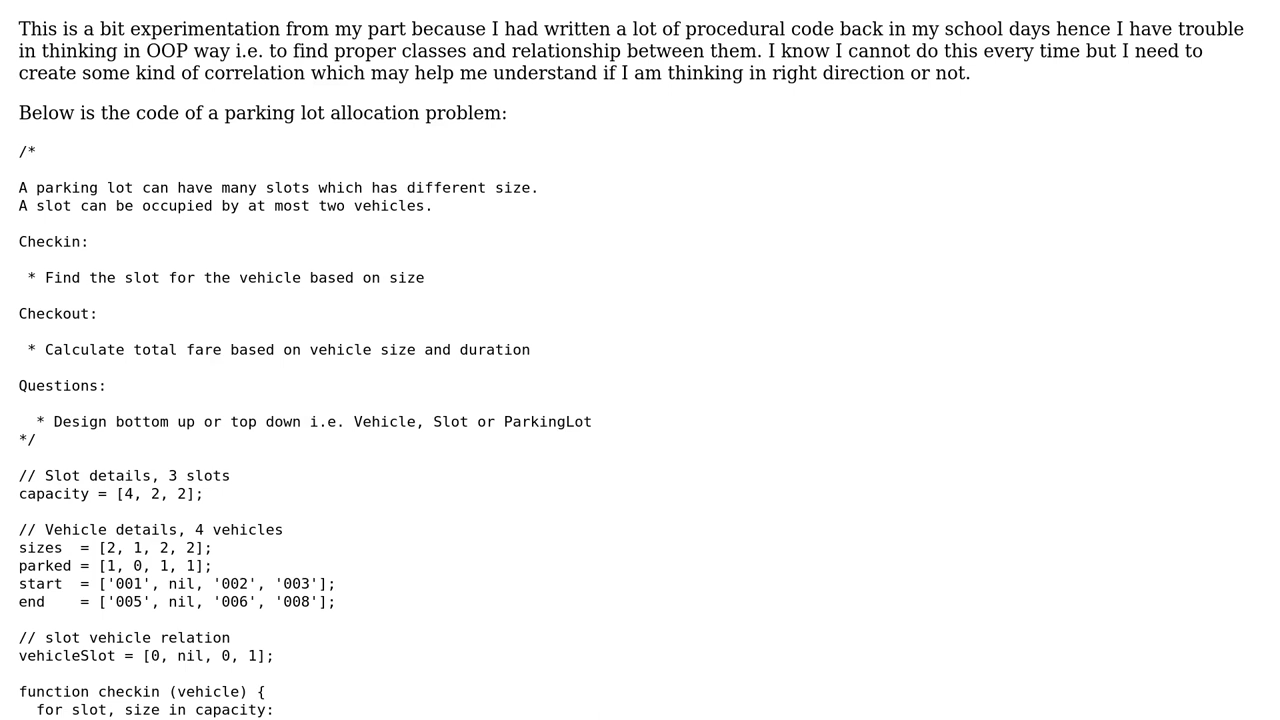 This is a bit experimentation from my part because I had written a lot of procedural code back in my school days hence I have trouble
in thinking in OOP way i.e. to find proper classes and relationship between them. I know I cannot do this every time but I need to
create some kind of correlation which may help me understand if I am thinking in right direction or not.
Below is the code of a parking lot allocation problem:
/*
A parking lot can have many slots which has different size.
A slot can be occupied by at most two vehicles.
Checkin:
 * Find the slot for the vehicle based on size
Checkout:
 * Calculate total fare based on vehicle size and duration
Questions:
  * Design bottom up or top down i.e. Vehicle, Slot or ParkingLot
*/
// Slot details, 3 slots
capacity = [4, 2, 2];
// Vehicle details, 4 vehicles
sizes  = [2, 1, 2, 2];
parked = [1, 0, 1, 1];
start  = ['001', nil, '002', '003'];
end    = ['005', nil, '006', '008'];
// slot vehicle relation
vehicleSlot = [0, nil, 0, 1];
function checkin (vehicle) {
  for slot, size in capacity: